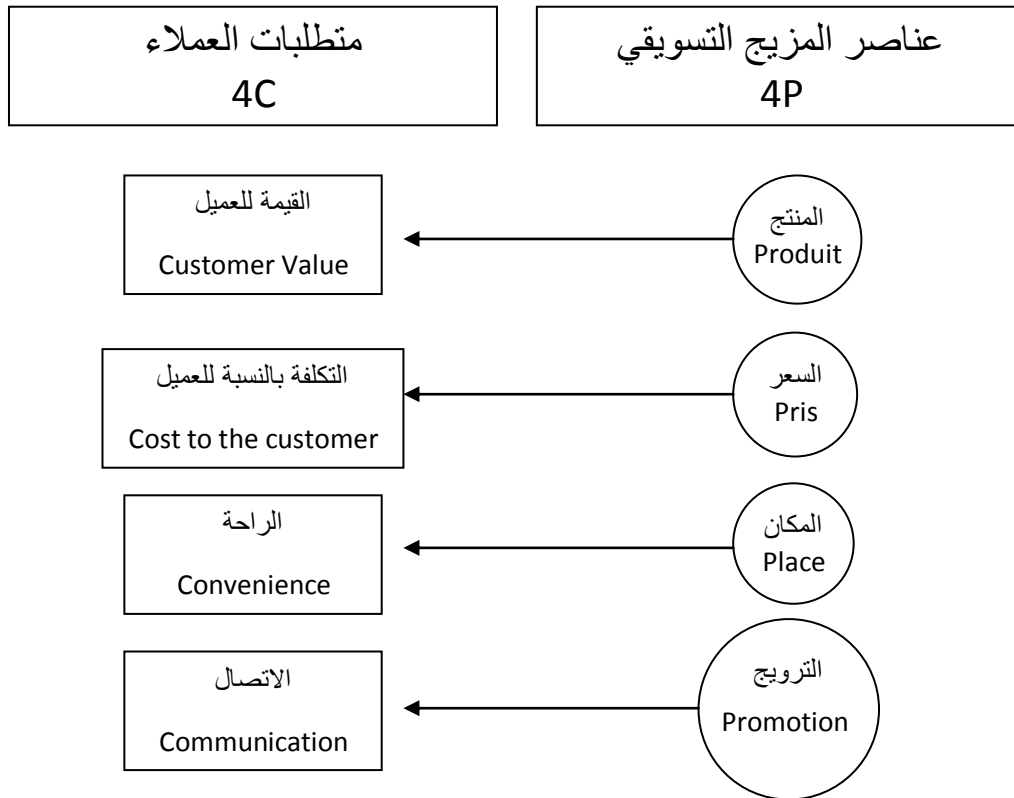 عناصر المزيج التسويقي
4P
متطلبات العملاء
4C
المنتج
Produit
القيمة للعميل
Customer Value
السعر
Pris
التكلفة بالنسبة للعميل
Cost to the customer
المكان
Place
الراحة
Convenience
الترويج
Promotion
الاتصال
Communication